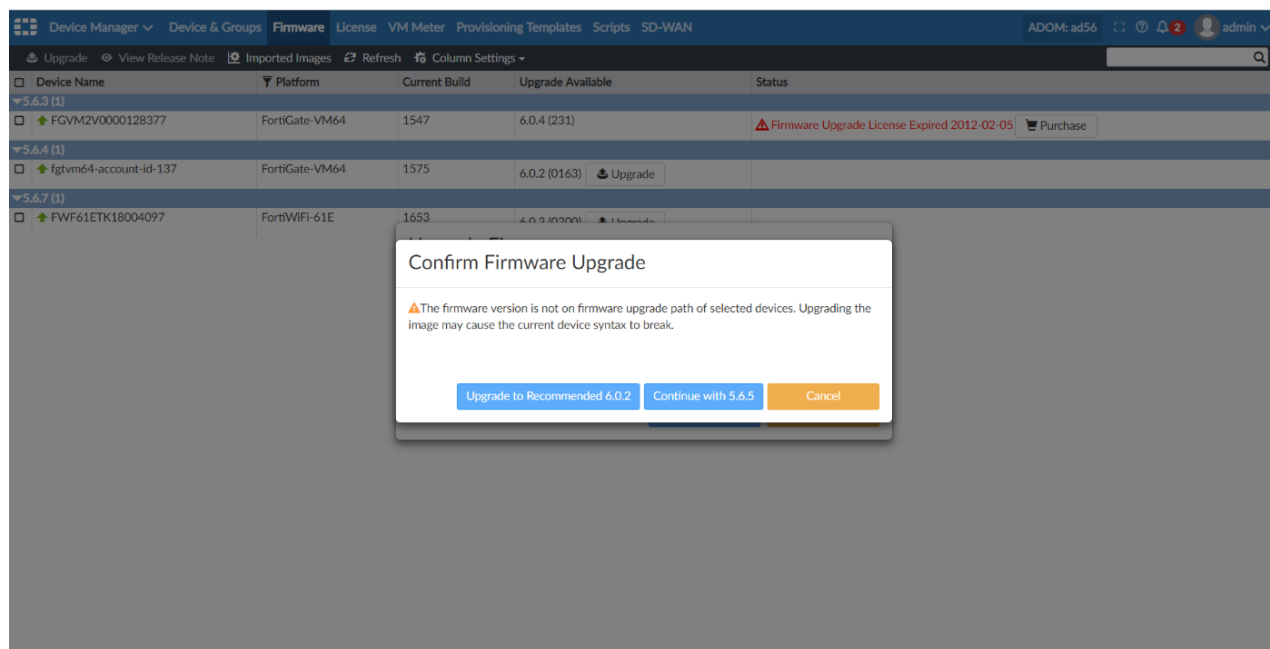 Device Manager Device & Groups Firmware License VM Meter Provisioning Templates Scripts SD-WAN ADOM: ad56 2 admin
Upgrade View Release Note Imported Images Refresh Column Settings
Device Name Platform Current Build Upgrade Available Status
5.6.3 (1)
FGVM2V0000128377 FortiGate-VM64 1547 6.0.4 (231) Firmware Upgrade License Expired 2012-02-05 Purchase
5.6.4 (1)
fgtvm64-account-id-137 FortiGate-VM64 1575 6.0.2 (0163) Upgrade
5.6.7 (1)
FWF61ETK18004097 FortiWiFi-61E 1653 6.0.3 (0200) Upgrade
Confirm Firmware Upgrade
The firmware version is not on firmware upgrade path of selected devices. Upgrading the
image may cause the current device syntax to break.
Upgrade to Recommended 6.0.2 Continue with 5.6.5 Cancel